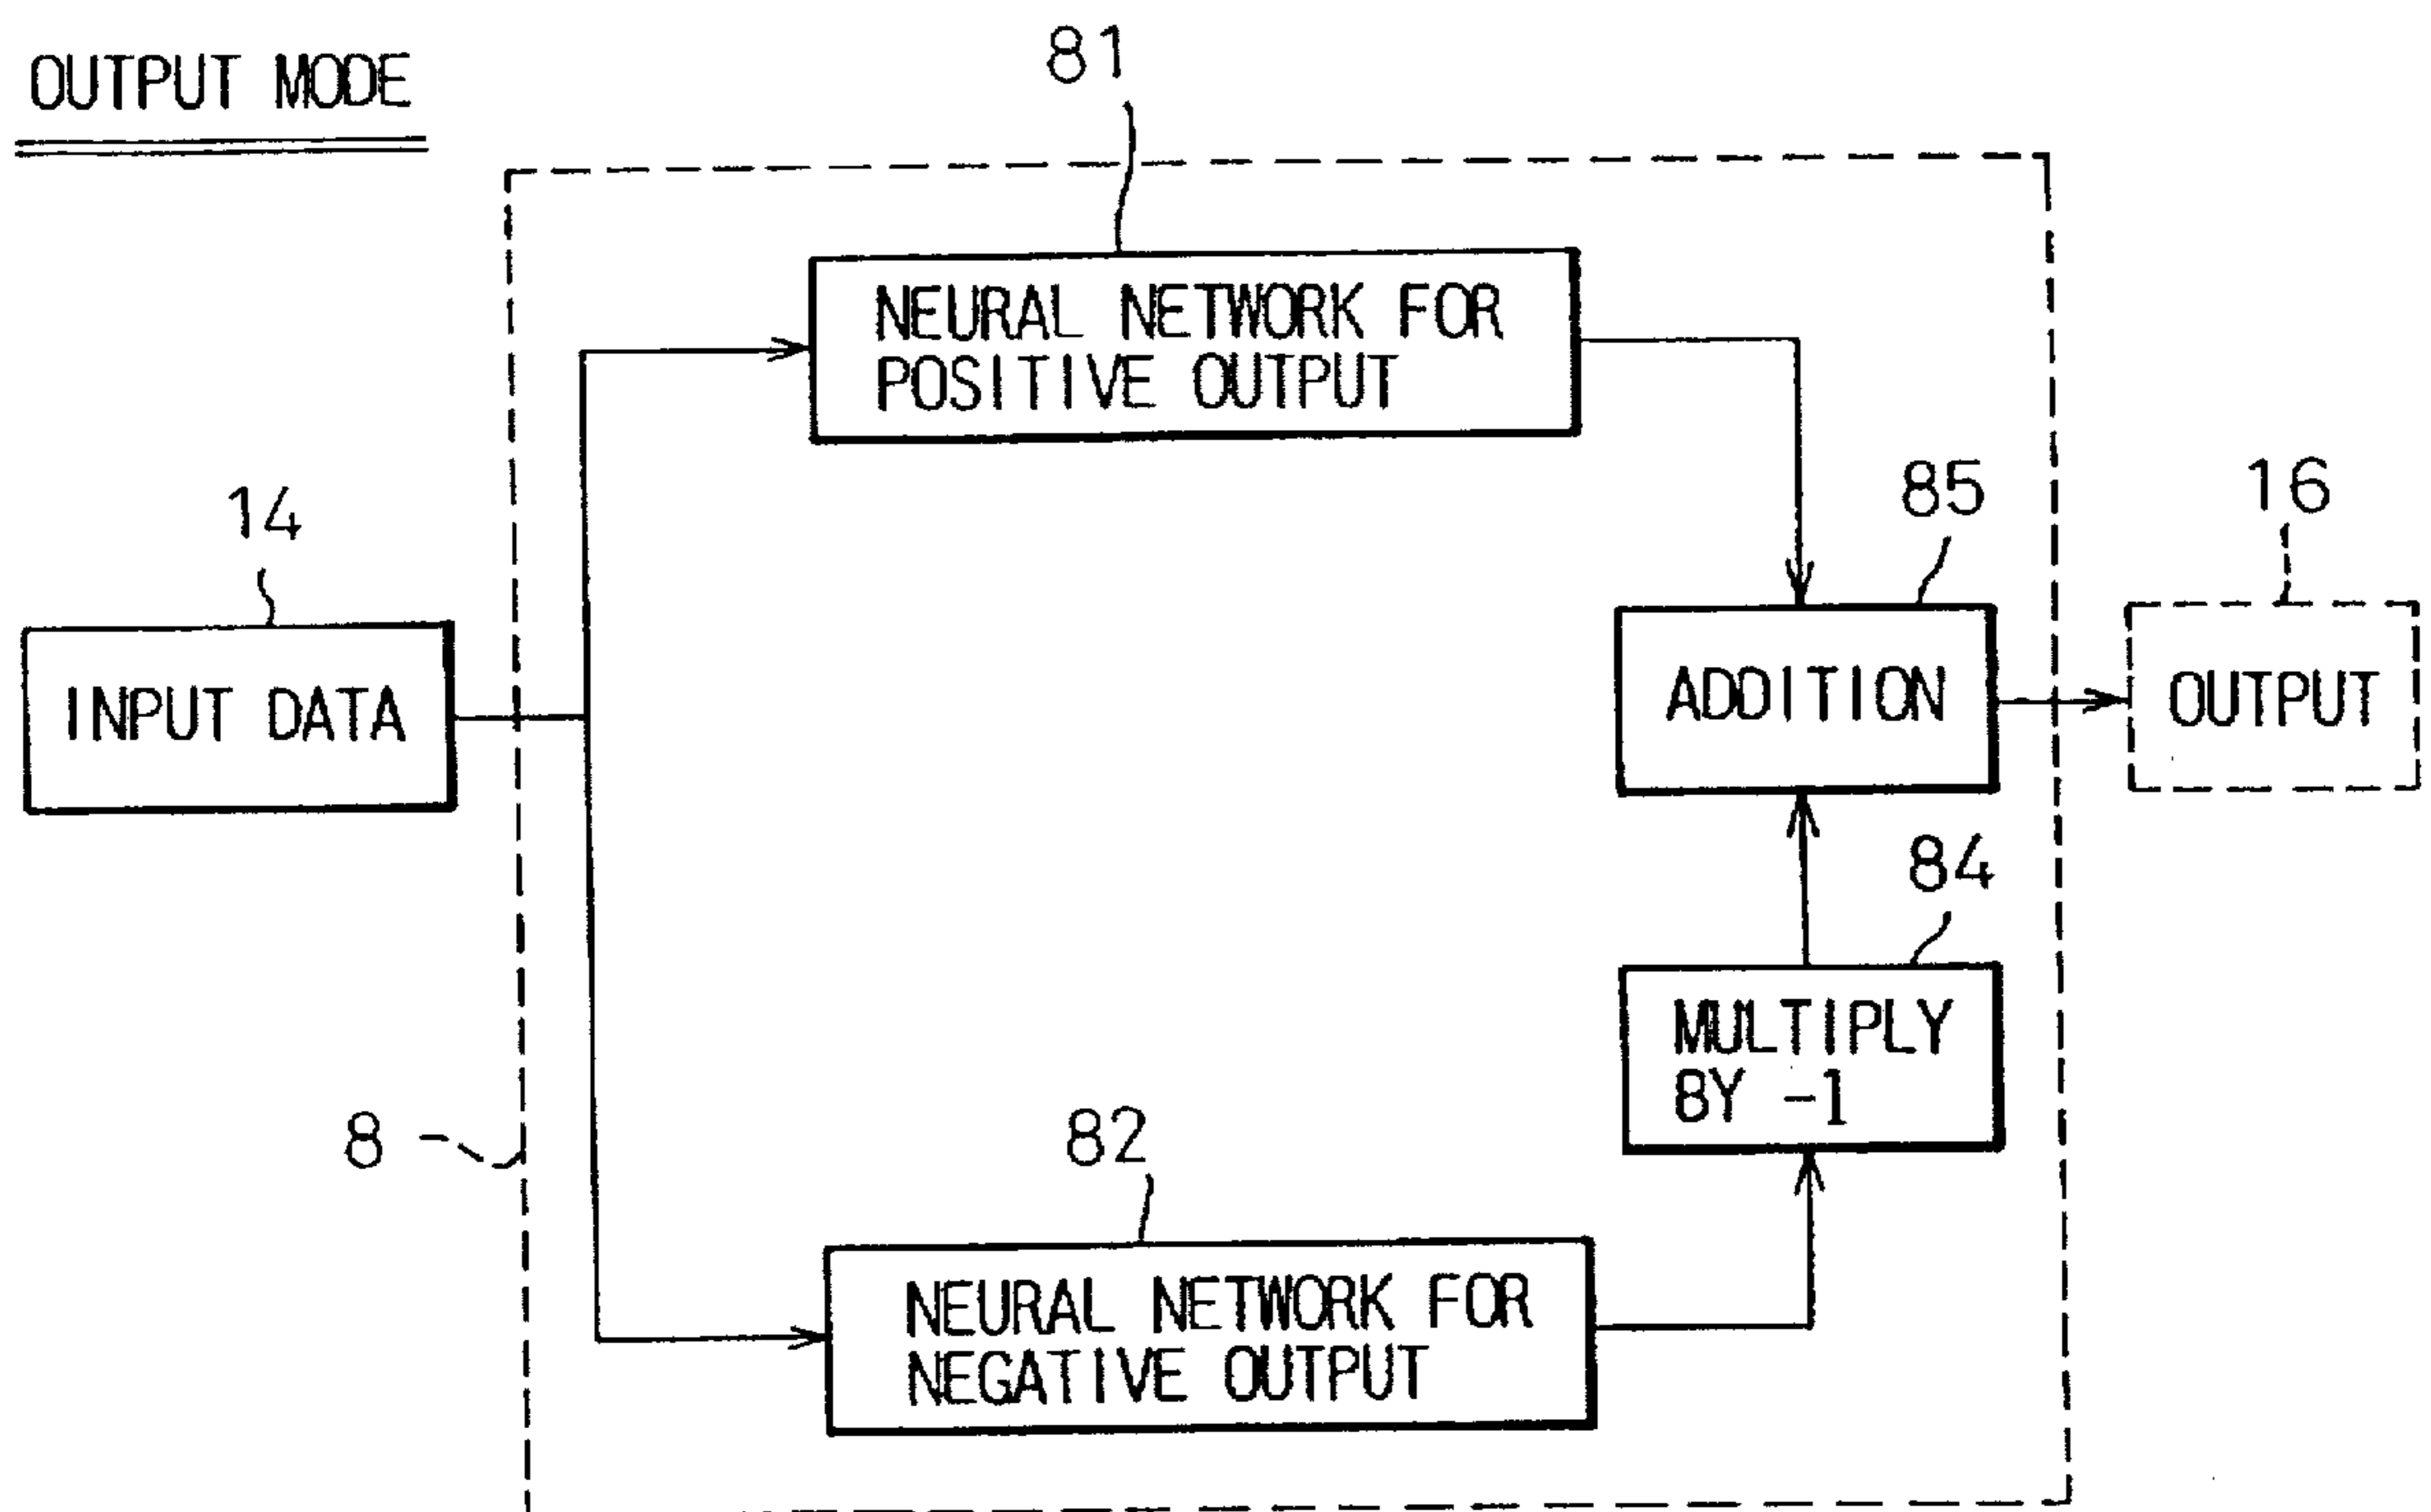 OUTPUT MODE
81
NEURAL NETWORK FOR
POSITIVE OUTPUT
14
INPUT DATA
85
ADDITION
16
OUTPUT
84
MULTIPLY
BY -1
8
82
NEURAL NETWORK FOR
NEGATIVE OUTPUT